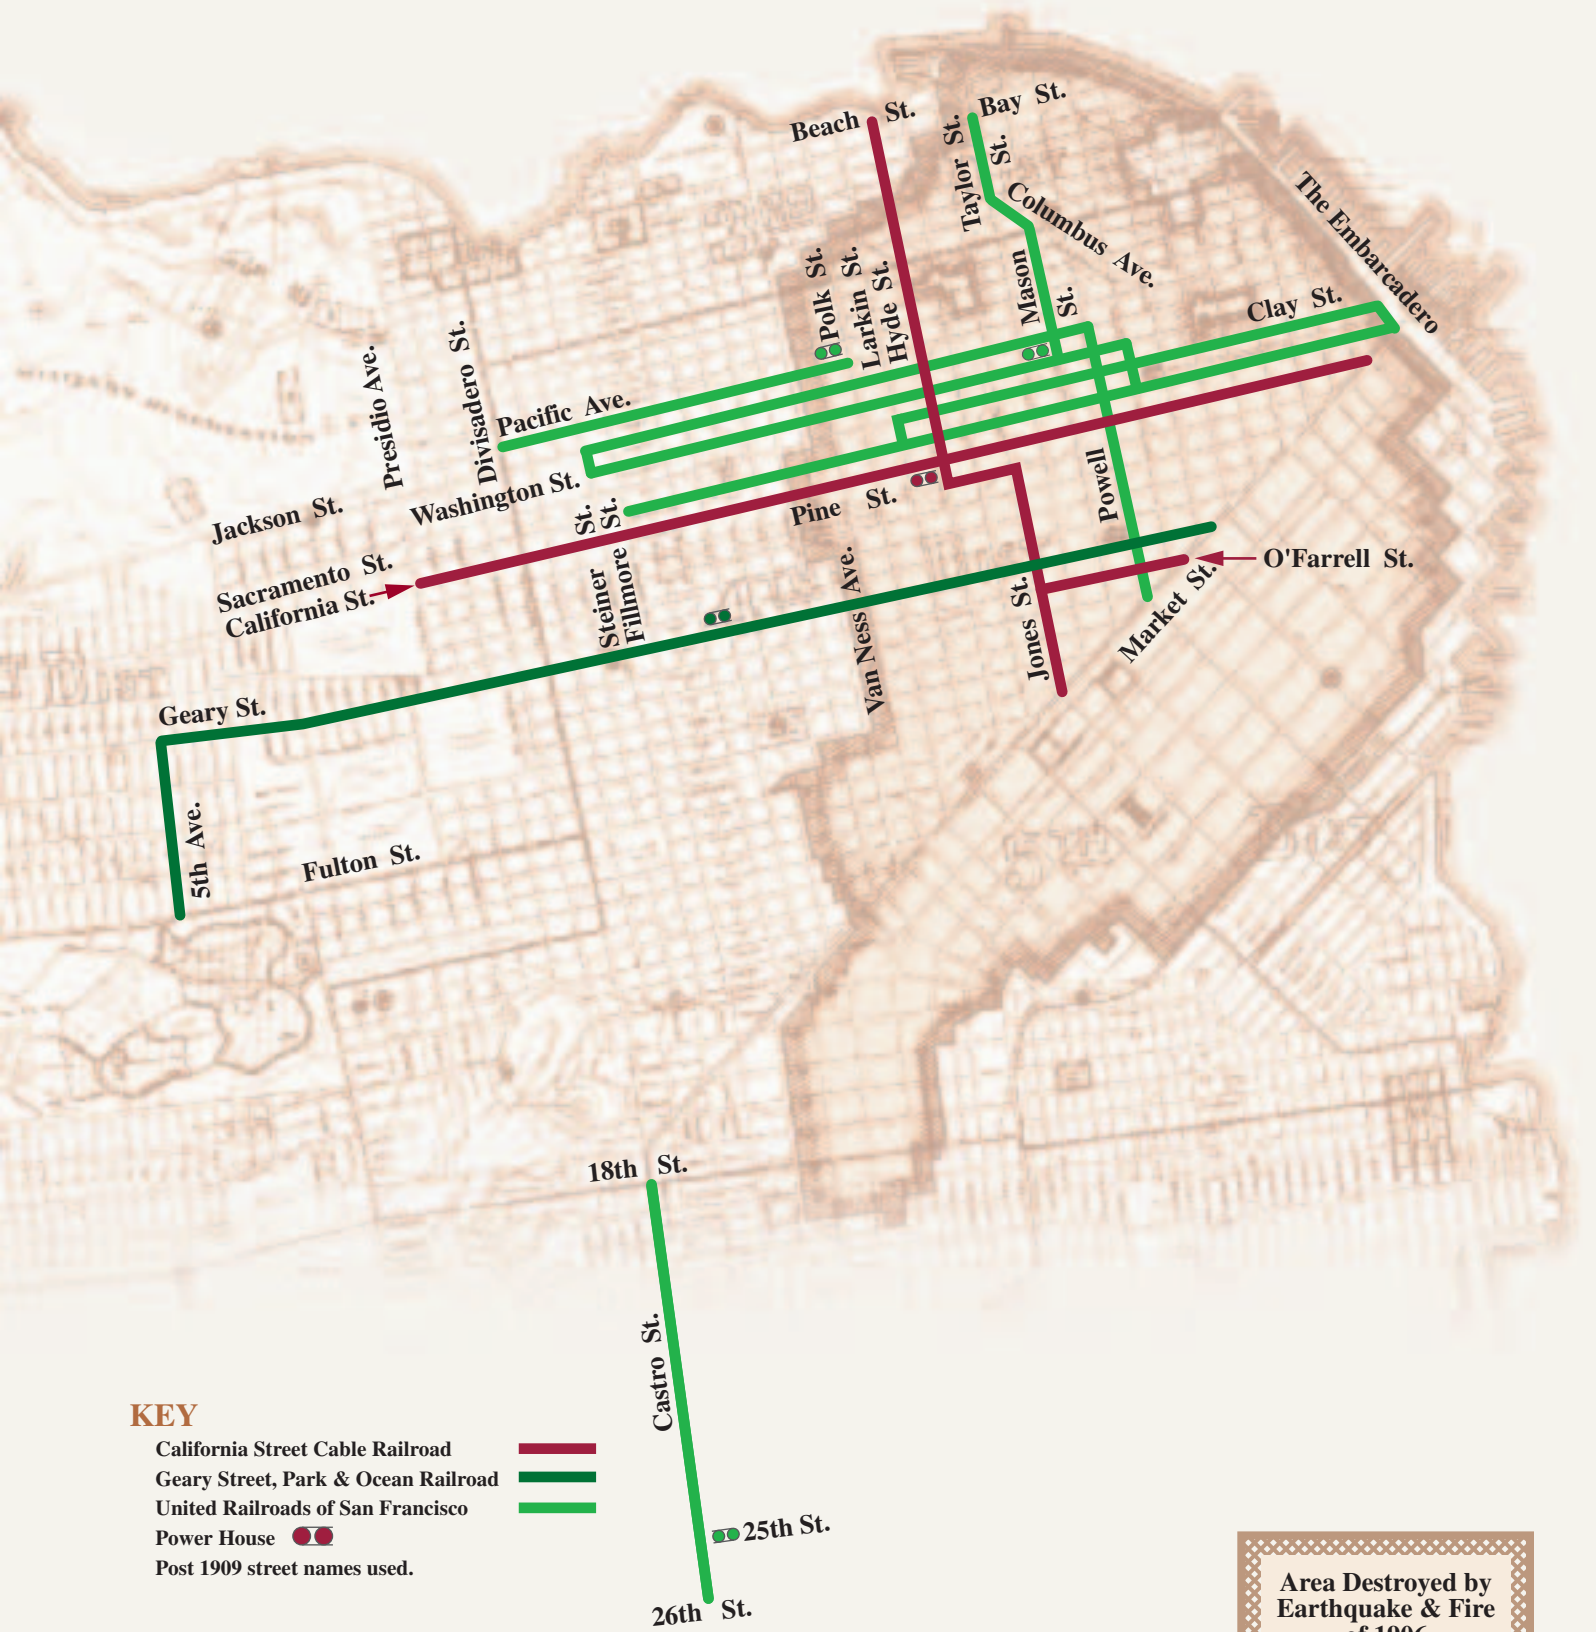 Bay St.
Beach St.
Taylor St.
St.
Columbus Ave.
The Embarcadero
Polk St.
Larkin St.
Hyde St.
Mason St.
Clay St.
Presidio Ave.
Divisadero St.
Pacific Ave.
Washington St.
Jackson St.
Pine St.
Powell
Sacramento St.
California St.
Steiner St.
Fillmore St.
Van Ness Ave.
Jones St.
Market St.
O'Farrell St.
Geary St.
5th Ave.
Fulton St.
18th St.
Castro St.
25th St.
26th St.
KEY
California Street Cable Railroad
Geary Street, Park & Ocean Railroad
United Railroads of San Francisco
Power House
Post 1909 street names used.
Area Destroyed by
Earthquake & Fire
of 1906